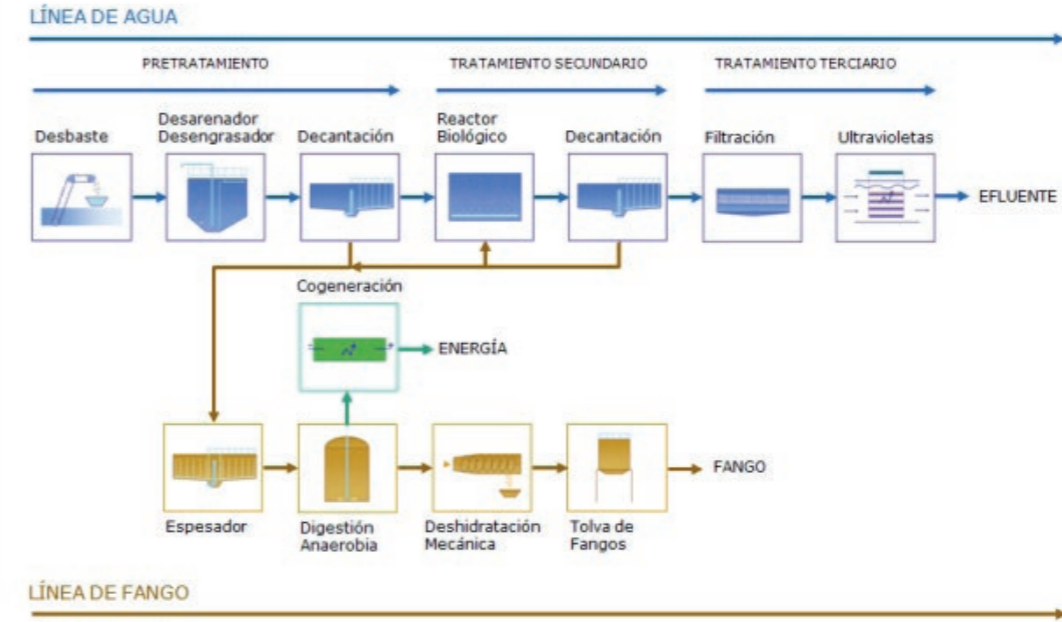 LÍNEA DE AGUA
PRETRATAMIENTO
TRATAMIENTO SECUNDARIO
TRATAMIENTO TERCIARIO
Desbaste
Desarenador
Desengrasador
Decantación
Reactor
Biológico
Decantación
Filtración
Ultravioletas
EFLUENTE
Cogeneración
ENERGÍA
FANGO
Espesador
Digestión
Anaerobia
Deshidratación
Mecánica
Tolva de
Fangos
LÍNEA DE FANGO